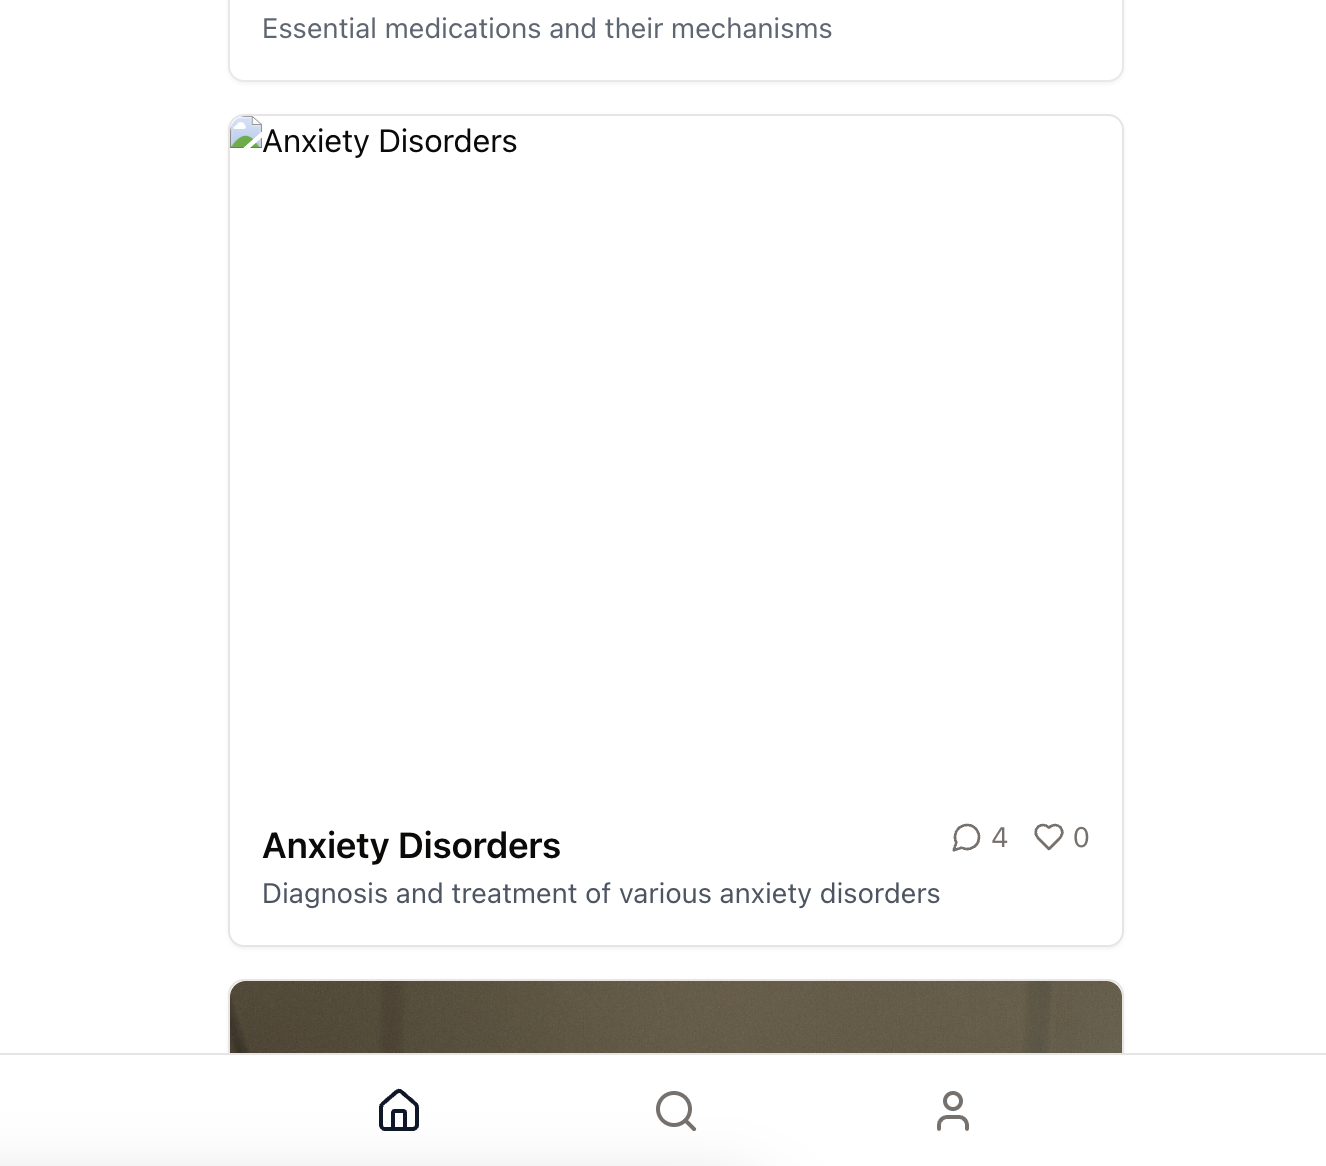 Essential medications and their mechanisms
Anxiety Disorders
Anxiety Disorders
4
0
Diagnosis and treatment of various anxiety disorders